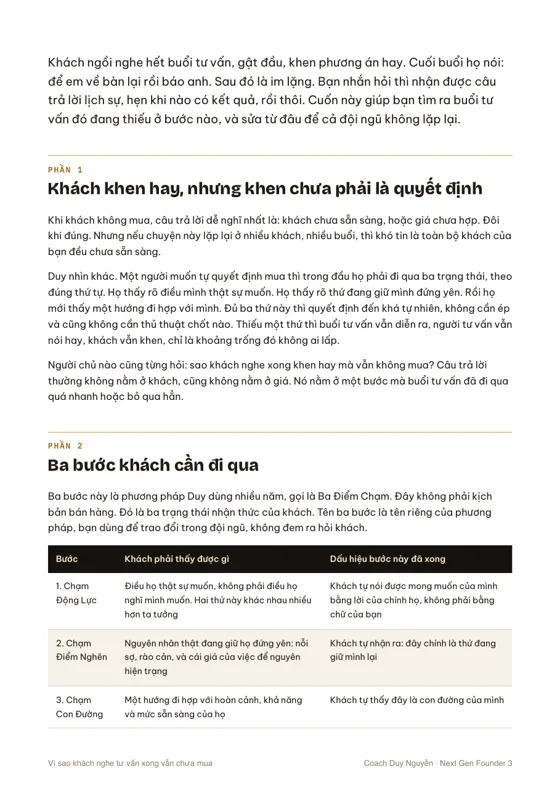 Khách ngồi nghe hết buổi tư vấn, gật đầu, khen phương án hay. Cuối buổi họ nói:
để em về bàn lại rồi báo anh. Sau đó là im lặng. Bạn nhắn hỏi thì nhận được câu
trả lời lịch sự, hẹn khi nào có kết quả, rồi thôi. Cuốn này giúp bạn tìm ra buổi tư
vấn đó đang thiếu ở bước nào, và sửa từ đâu để cả đội ngũ không lặp lại.
PHẦN 1
Khách khen hay, nhưng khen chưa phải là quyết định
Khi khách không mua, câu trả lời dễ nghĩ nhất là: khách chưa sẵn sàng, hoặc giá chưa hợp. Đôi
khi đúng. Nhưng nếu chuyện này lặp lại ở nhiều khách, nhiều buổi, thì khó tin là toàn bộ khách của
bạn đều chưa sẵn sàng.
Duy nhìn khác. Một người muốn tự quyết định mua thì trong đầu họ phải đi qua ba trạng thái, theo
đúng thứ tự. Họ thấy rõ điều mình thật sự muốn. Họ thấy rõ thứ đang giữ mình đứng yên. Rồi họ
mới thấy một hướng đi hợp với mình. Đủ ba thứ này thì quyết định đến khá tự nhiên, không cần ép
và cũng không cần thủ thuật chốt nào. Thiếu một thứ thì buổi tư vấn vẫn diễn ra, người tư vấn vẫn
nói hay, khách vẫn khen, chỉ là khoảng trống đó không ai lấp.
Người chủ nào cũng từng hỏi: sao khách nghe xong khen hay mà vẫn không mua? Câu trả lời
thường không nằm ở khách, cũng không nằm ở giá. Nó nằm ở một bước mà buổi tư vấn đã đi qua
quá nhanh hoặc bỏ qua hẳn.
PHẦN 2
Ba bước khách cần đi qua
Ba bước này là phương pháp Duy dùng nhiều năm, gọi là Ba Điểm Chạm. Đây không phải kịch
bản bán hàng. Đó là ba trạng thái nhận thức của khách. Tên ba bước là tên riêng của phương
pháp, bạn dùng để trao đổi trong đội ngũ, không đem ra hỏi khách.
Bước Khách phải thấy được gì Dấu hiệu bước này đã xong
1. Chạm Điều họ thật sự muốn, không phải điều họ Khách tự nói được mong muốn của mình
Động Lực nghĩ mình muốn. Hai thứ này khác nhau nhiều bằng lời của chính họ, không phải bằng
hơn ta tưởng chữ của bạn
2. Chạm Nguyên nhân thật đang giữ họ đứng yên: nỗi Khách tự nhận ra: đây chính là thứ đang
Điểm Nghẽn sợ, rào cản, và cái giá của việc để nguyên giữ mình lại
hiện trạng
3. Chạm Một hướng đi hợp với hoàn cảnh, khả năng Khách tự thấy đây là con đường của mình
Con Đường và mức sẵn sàng của họ
Vì sao khách nghe tư vấn xong vẫn chưa mua Coach Duy Nguyễn · Next Gen Founder 3